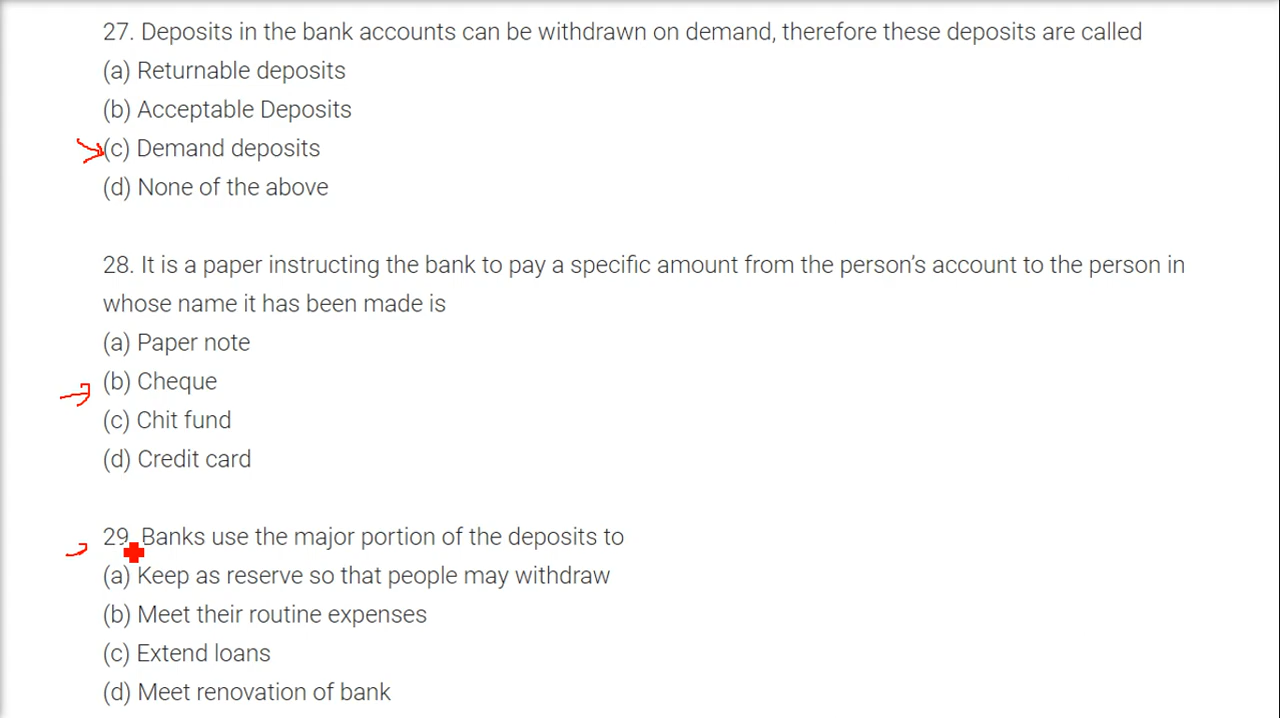 27. Deposits in the bank accounts can be withdrawn on demand, therefore these deposits are called
(a) Returnable deposits
(b) Acceptable Deposits
(c) Demand deposits
(d) None of the above
28. It is a paper instructing the bank to pay a specific amount from the person’s account to the person in
whose name it has been made is
(a) Paper note
(b) Cheque
(c) Chit fund
(d) Credit card
29. Banks use the major portion of the deposits to
(a) Keep as reserve so that people may withdraw
(b) Meet their routine expenses
(c) Extend loans
(d) Meet renovation of bank